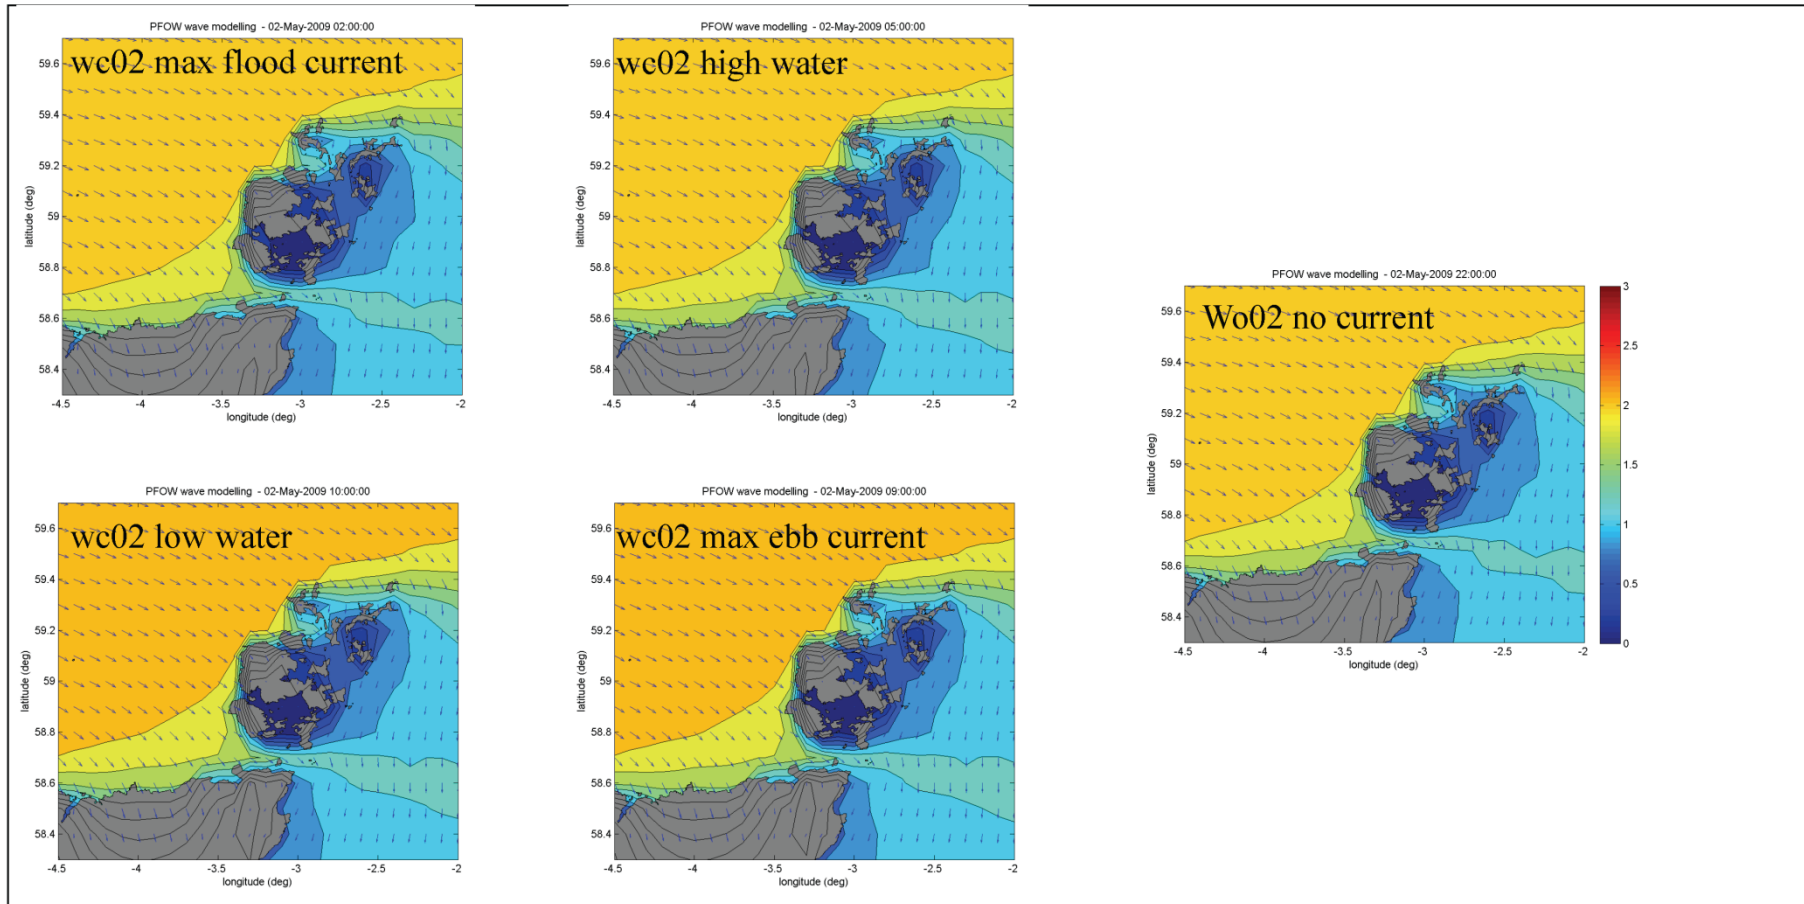 PFOW wave modelling - 02-May-2009 02:00:00
wc02 max flood current
59.6
59.4
59.2
59
58.8
58.6
58.4
latitude (deg)
-4.5 -4 -3.5 -3 -2.5 -2
longitude (deg)
PFOW wave modelling - 02-May-2009 05:00:00
wc02 high water
59.6
59.4
59.2
59
58.8
58.6
58.4
latitude (deg)
-4.5 -4 -3.5 -3 -2.5 -2
longitude (deg)
PFOW wave modelling - 02-May-2009 22:00:00
Wo02 no current
59.6
59.4
59.2
59
58.8
58.6
58.4
latitude (deg)
-4.5 -4 -3.5 -3 -2.5 -2
longitude (deg)
3
2.5
2
1.5
1
0.5
0
PFOW wave modelling - 02-May-2009 10:00:00
wc02 low water
59.6
59.4
59.2
59
58.8
58.6
58.4
latitude (deg)
-4.5 -4 -3.5 -3 -2.5 -2
longitude (deg)
PFOW wave modelling - 02-May-2009 09:00:00
wc02 max ebb current
59.6
59.4
59.2
59
58.8
58.6
58.4
latitude (deg)
-4.5 -4 -3.5 -3 -2.5 -2
longitude (deg)